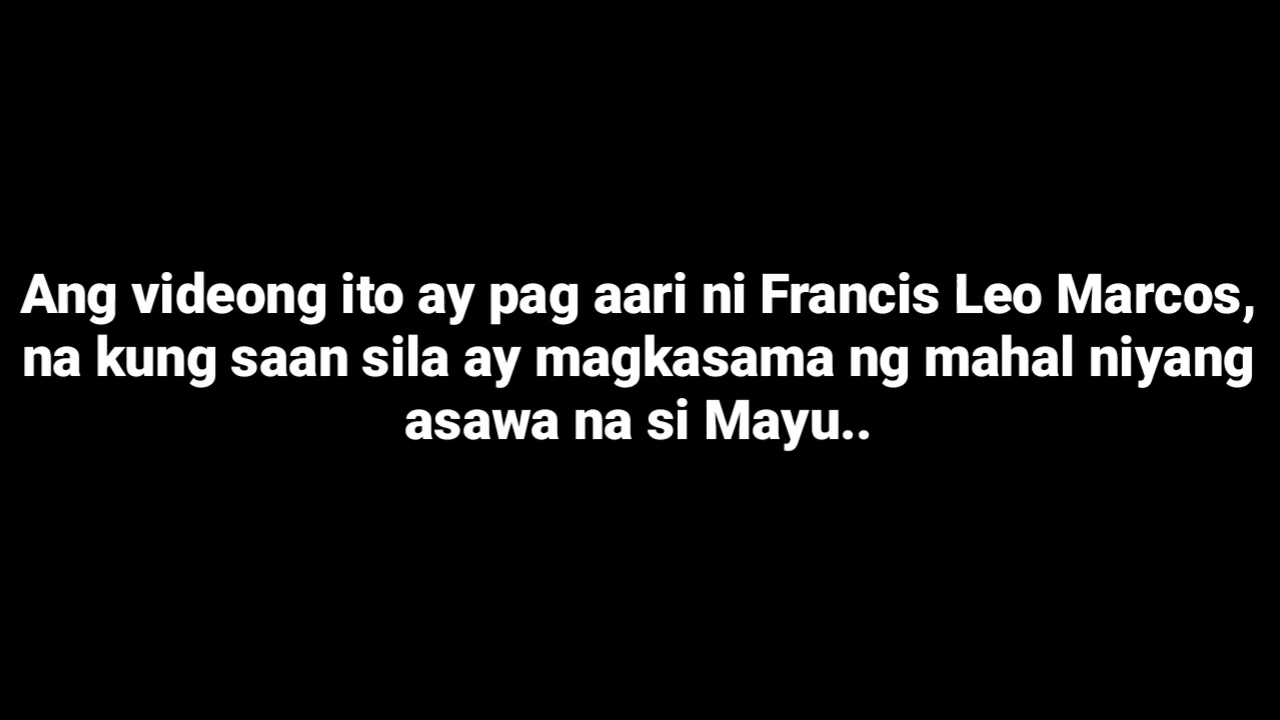 Ang videong ito ay pag aari ni Francis Leo Marcos,
na kung saan sila ay magkasama ng mahal niyang
asawa na si Mayu..